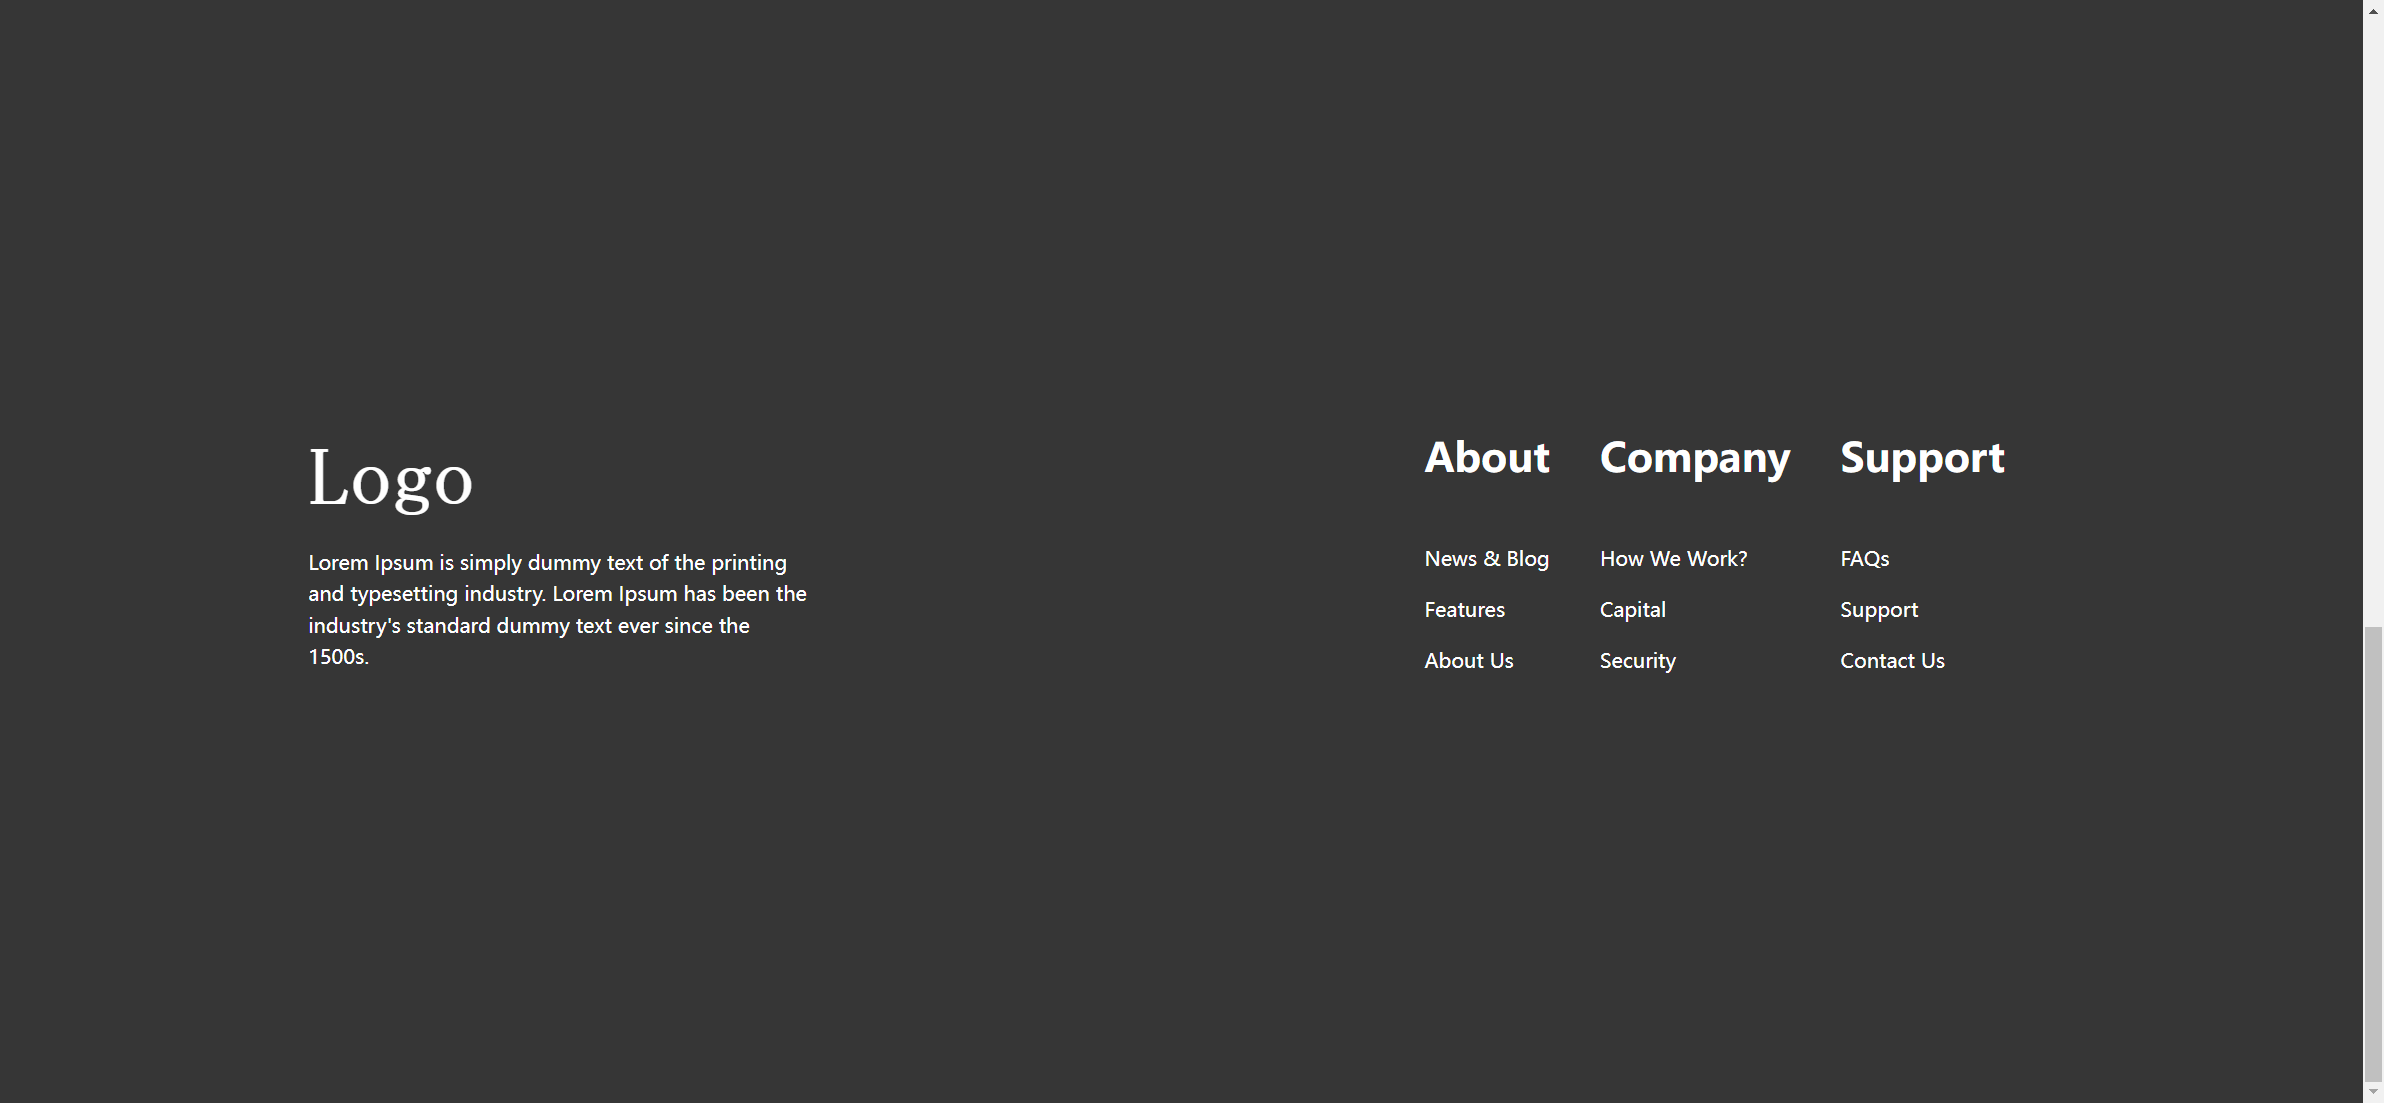 Logo
Lorem Ipsum is simply dummy text of the printing
and typesetting industry. Lorem Ipsum has been the
industry's standard dummy text ever since the
1500s.
About
News & Blog
Features
About Us
Company
How We Work?
Capital
Security
Support
FAQs
Support
Contact Us